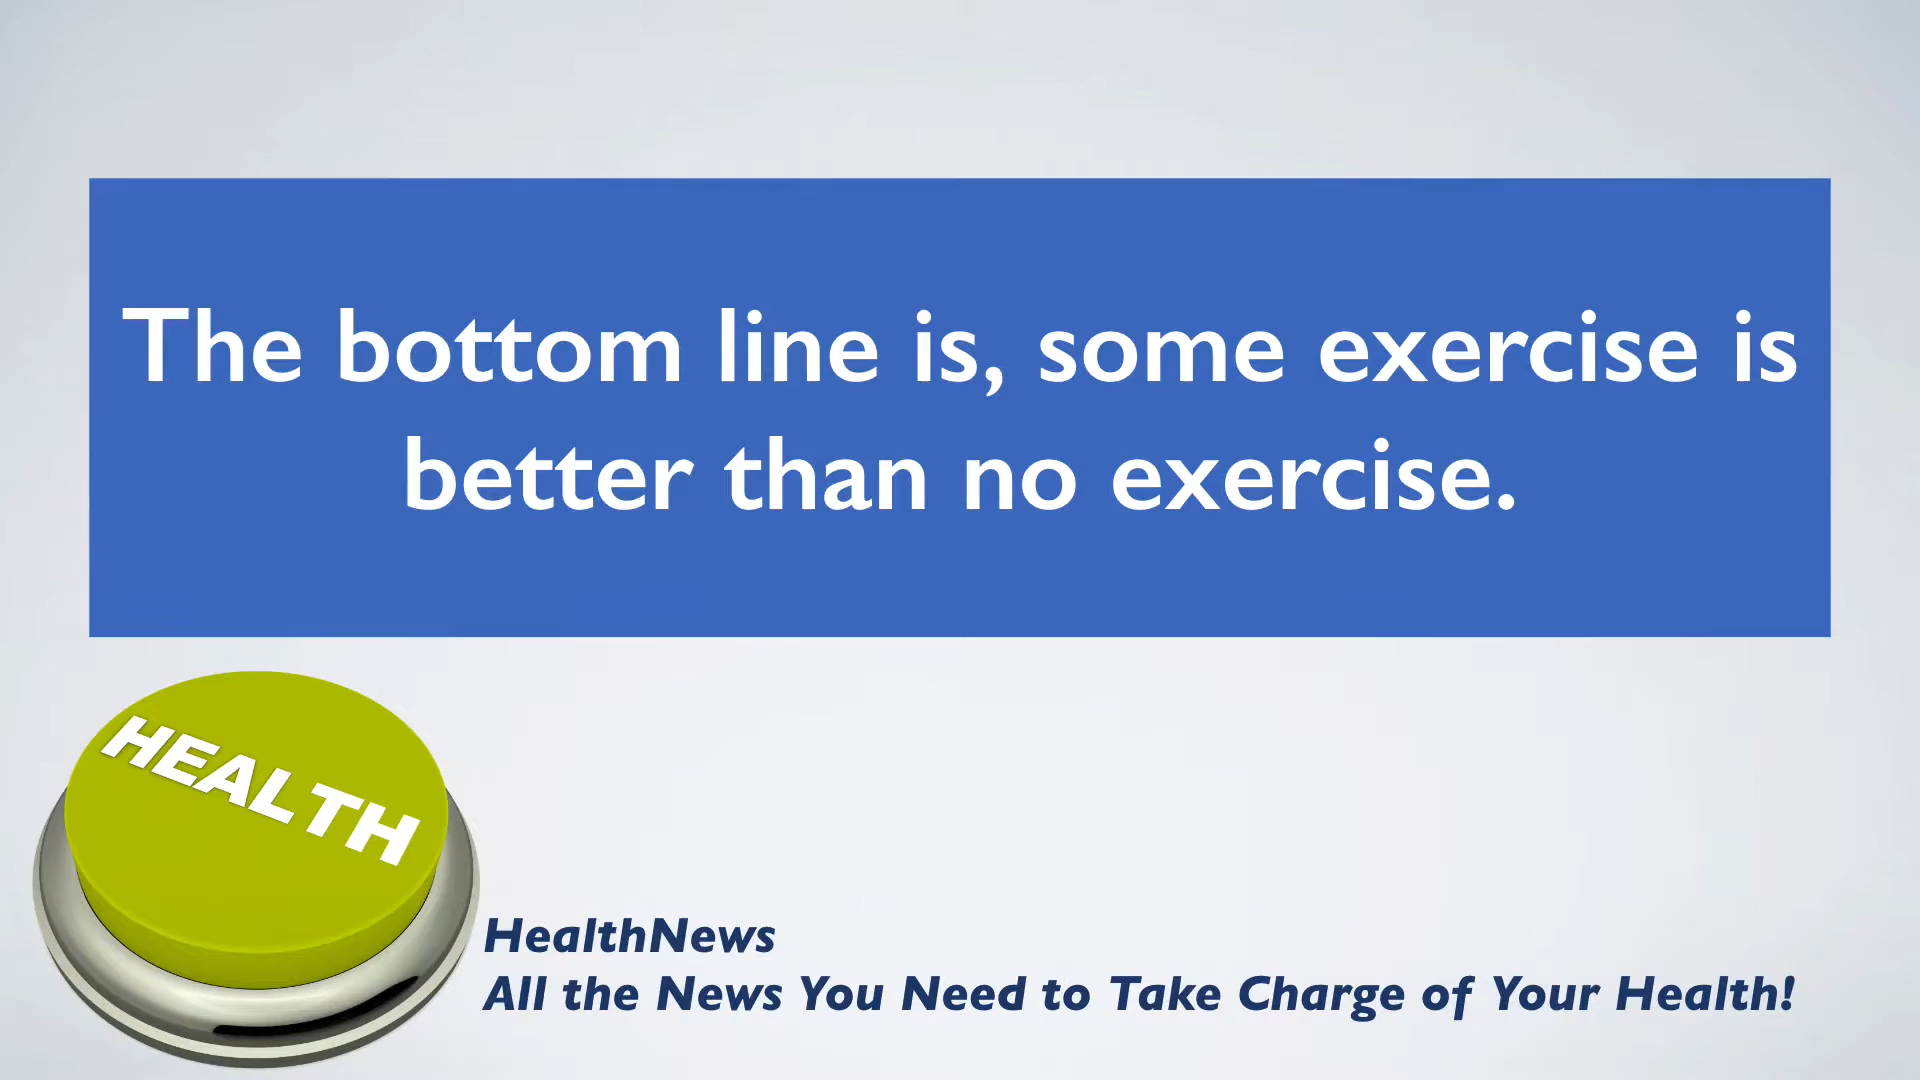 The bottom line is, some exercise is
better than no exercise.
HEALTH
HealthNews
All the News You Need to Take Charge of Your Health!